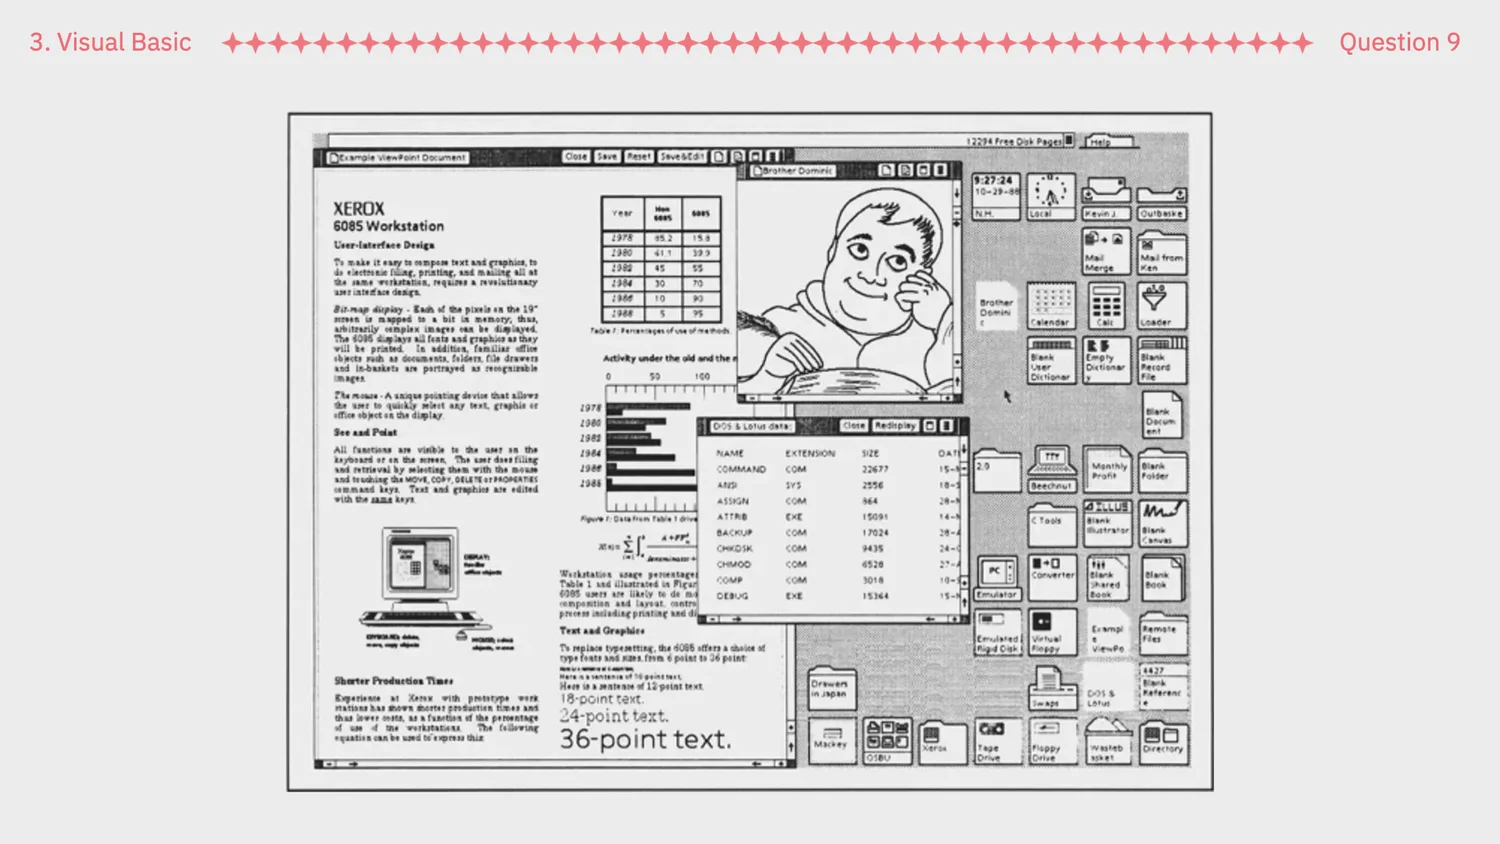 3. Visual Basic
Question 9
12294 Free Disk Pages
Help
Example ViewPoint Document
Close
Save
Reset
Save&Edit
XEROX
6085 Workstation
User-Interface Design
To make it easy to compose text and graphics, to
do electronic filing, printing, and mailing all at
the same workstation, requires a revolutionary
user interface design.
Bit-map display - Each of the pixels on the 19"
screen is mapped to a bit in memory; thus,
arbitrarily complex images can be displayed.
The 6085 displays all fonts and graphics as they
will be printed. In addition, familiar office
objects such as documents, folders, file drawers
and in-baskets are portrayed as recognizable
images.
The mouse - A unique pointing device that allows
the user to quickly select any text, graphic or
office object on the display.
See and Point
All functions are visible to the user on the
keyboard or on the screen. The user does filing
and retrieval by selecting them with the mouse
and touching the MOVE, COPY, DELETE or PROPERTIES
command keys. Text and graphics are edited
with the same keys.
DISPLAY:
office objects
KEYBOARD:
MOUSE:
Shorter Production Times
Experience at Xerox with prototype work
stations has shown shorter production times and
thus lower costs, as a function of the percentage
of use of the workstations. The following
equation can be used to express this:
Year Non 6085 6085
1978 85.2 15.8
1980 61.1 39.9
1982 45 55
1984 30 70
1986 10 90
1988 5 95
Table 1: Percentages of use of methods.
Activity under the old and the n
0 50 100
1978
1980
1982
1984
1986
1988
Figure 1: Data from Table 1 drive
Workstation usage percentages
Table 1 and illustrated in Figur
6085 users are likely to do mo
composition and layout, contro
process including printing and di
Text and Graphics
To replace typesetting, the 6085 offers a choice of
type fonts and sizes, from 6 point to 36 point:
Here is a sentence of 10-point text.
Here is a sentence of 12-point text.
18-point text.
24-point text.
36-point text.
Brother Dominic
DOS & Lotus data:
Close
Redisplay
NAME EXTENSION SIZE DAT
COMMAND COM 22677 15-
ANSI SYS 2556 18-
ASSIGN COM 864 28-
ATTRIB EXE 15091 14-
BACKUP COM 17024 28-
CHKDSK COM 9435 24-
CHMOD COM 6528 27-
COMP COM 3018 18-
DEBUG EXE 15364 15-
9:27:24
10-29-88
N.H.
Local
Kevin J.
Outbaske
Mail
Merge
Mail from
Ken
Brother
Domini
c
Calendar
Calc
Loader
Blank
User
Dictionar
Empty
Dictionar
y
Blank
Record
File
Blank
Docum
ent
2.0
TTY
Beechnut
Monthly
Profit
Blank
Folder
C Tools
ILLUS
Blank
Illustrator
Blank
Canvas
PC
Emulator
Converter
Blank
Shared
Book
Blank
Book
Emulated
Rigid Disk
Virtual
Floppy
Exampl
e
ViewPo
Remote
Files
Drawers
in Japan
Swaps
DOS &
Lotus
4427
Blank
Referenc
e
Mackey
OSBU
Xerox
Tape
Drive
Floppy
Drive
Wasteb
asket
Directory